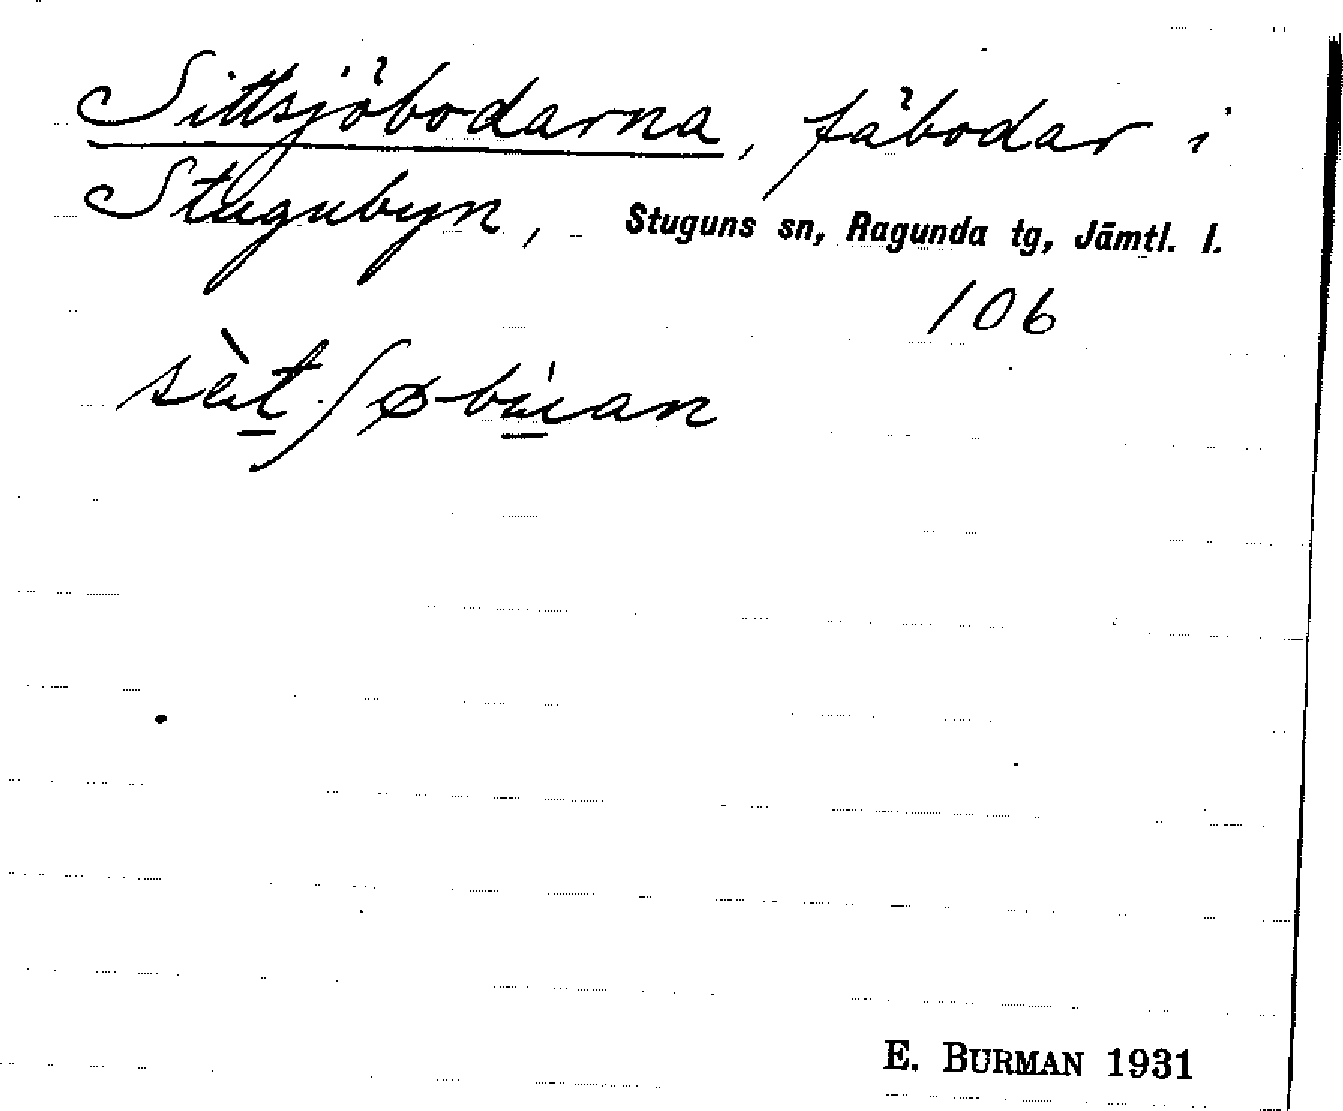 Sittsjöbodarna, fäbodar i
Stugubyn, Stuguns sn, Ragunda tg, Jämtl. l.
106
E. BURMAN 1931